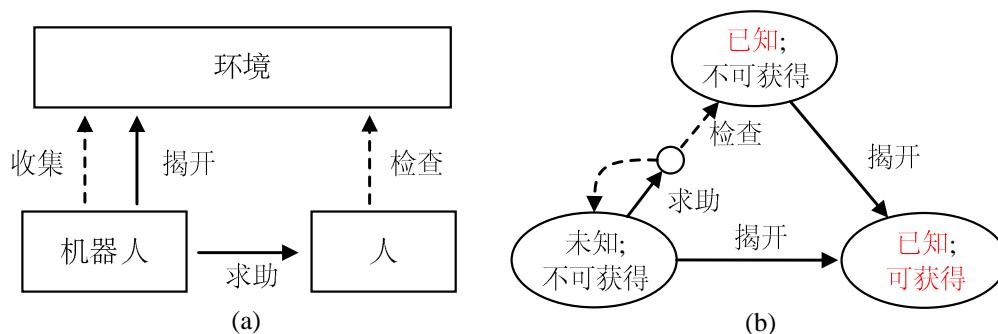 环境
收集
揭开
检查
机器人
求助
人
(a)
已知;
不可获得
检查
求助
揭开
未知;
不可获得
揭开
已知;
可获得
(b)